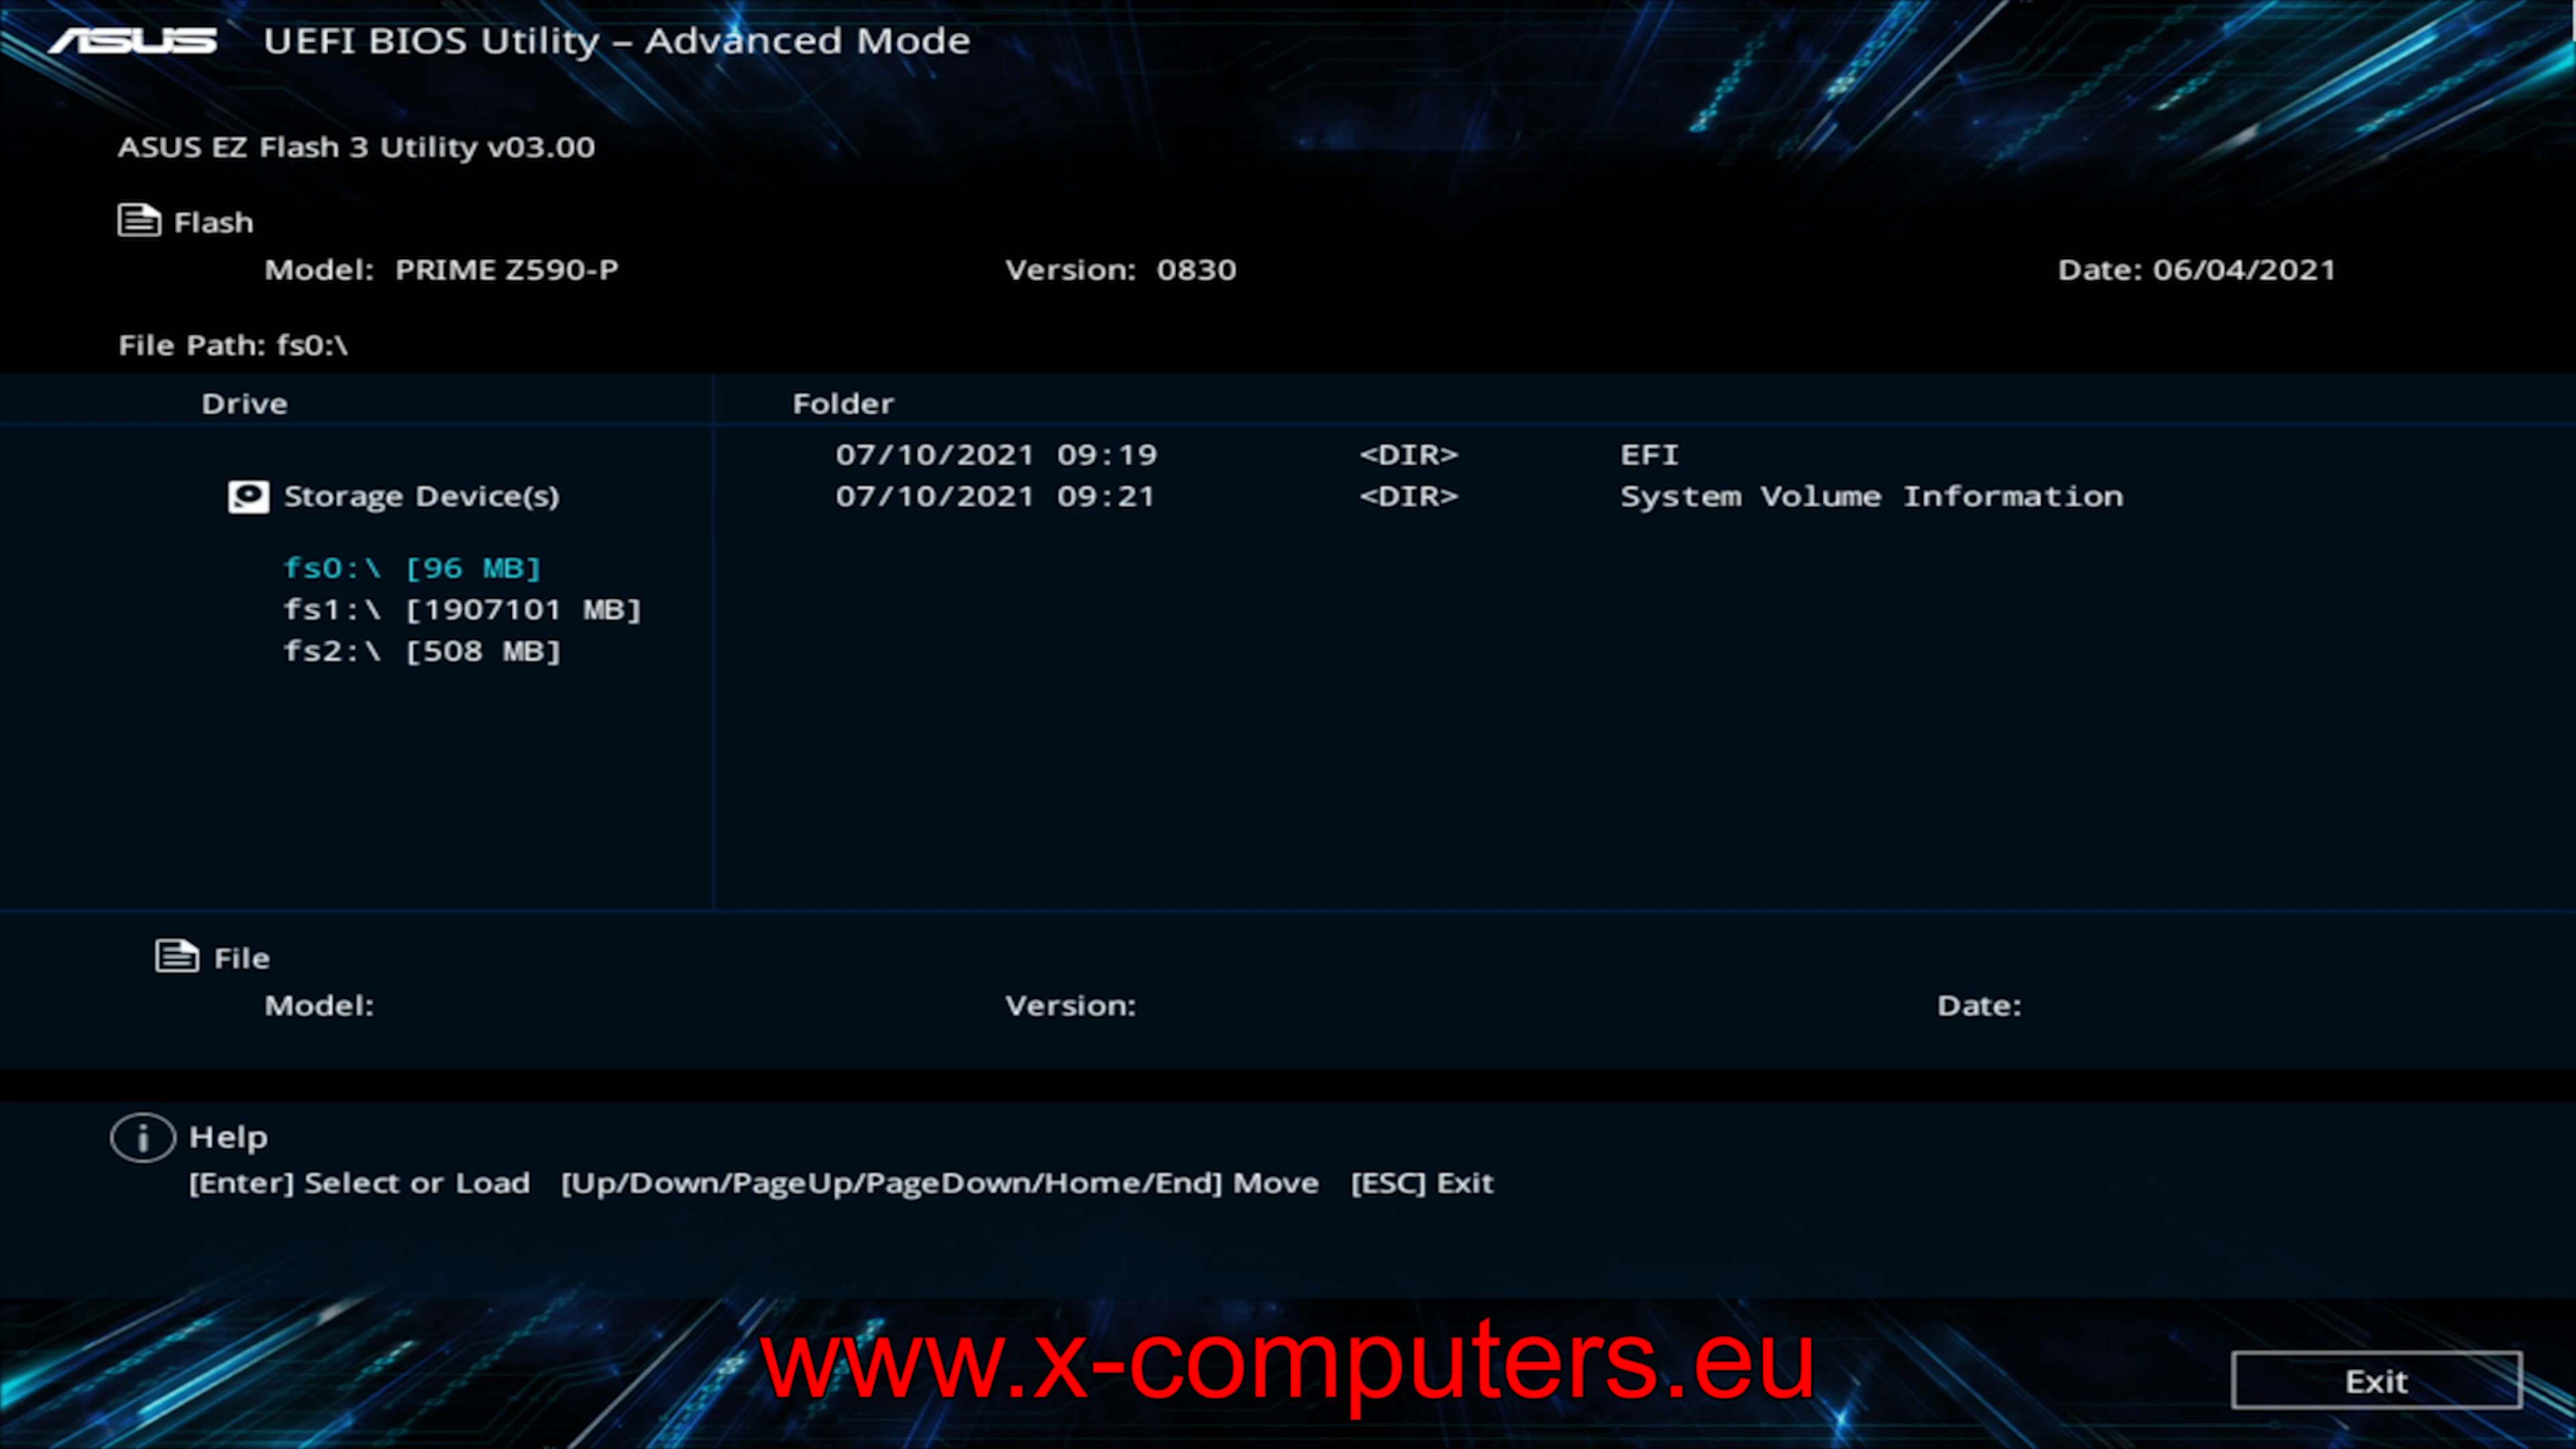 ASUS UEFI BIOS Utility – Advanced Mode
ASUS EZ Flash 3 Utility v03.00
Flash
Model: PRIME Z590-P Version: 0830 Date: 06/04/2021
File Path: fs0:\
Drive Folder
07/10/2021 09:19 <DIR> EFI
Storage Device(s) 07/10/2021 09:21 <DIR> System Volume Information
fs0:\ [96 MB]
fs1:\ [1907101 MB]
fs2:\ [508 MB]
File
Model: Version: Date:
Help
[Enter] Select or Load [Up/Down/PageUp/PageDown/Home/End] Move [ESC] Exit
www.x-computers.eu
Exit